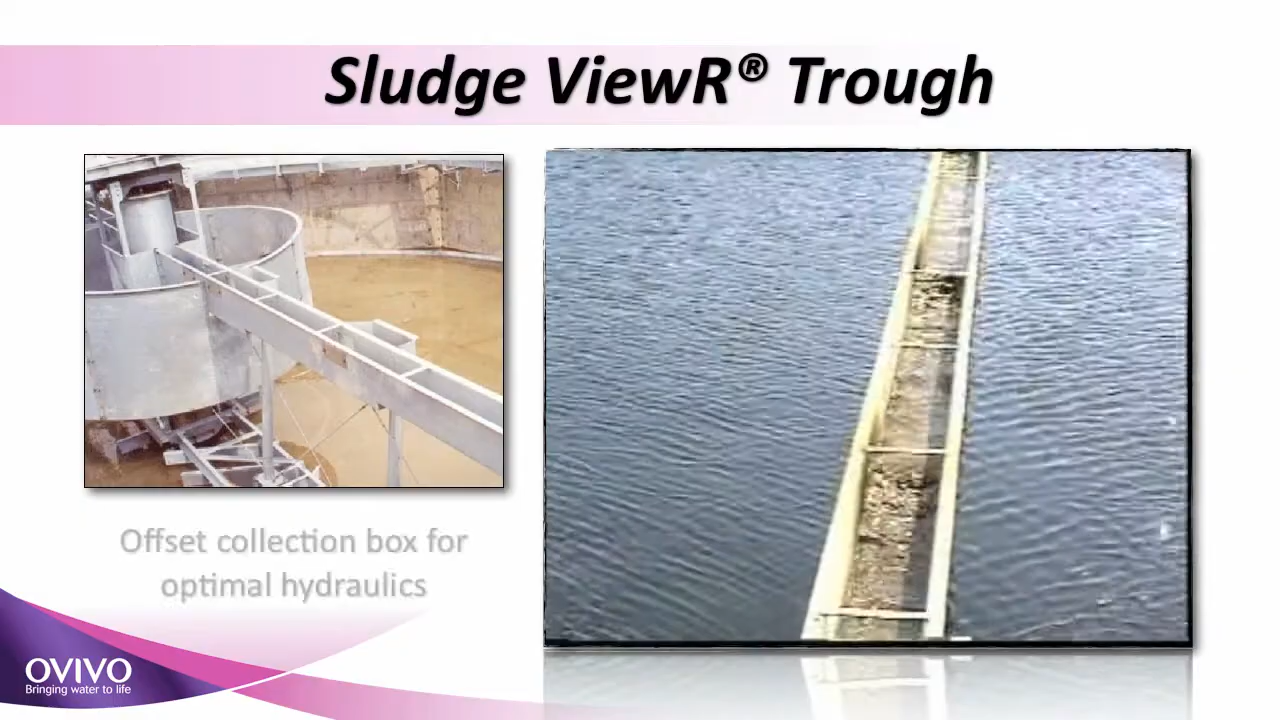 Sludge ViewR® Trough
Offset collection box for
optimal hydraulics
OVIVO
Bringing water to life